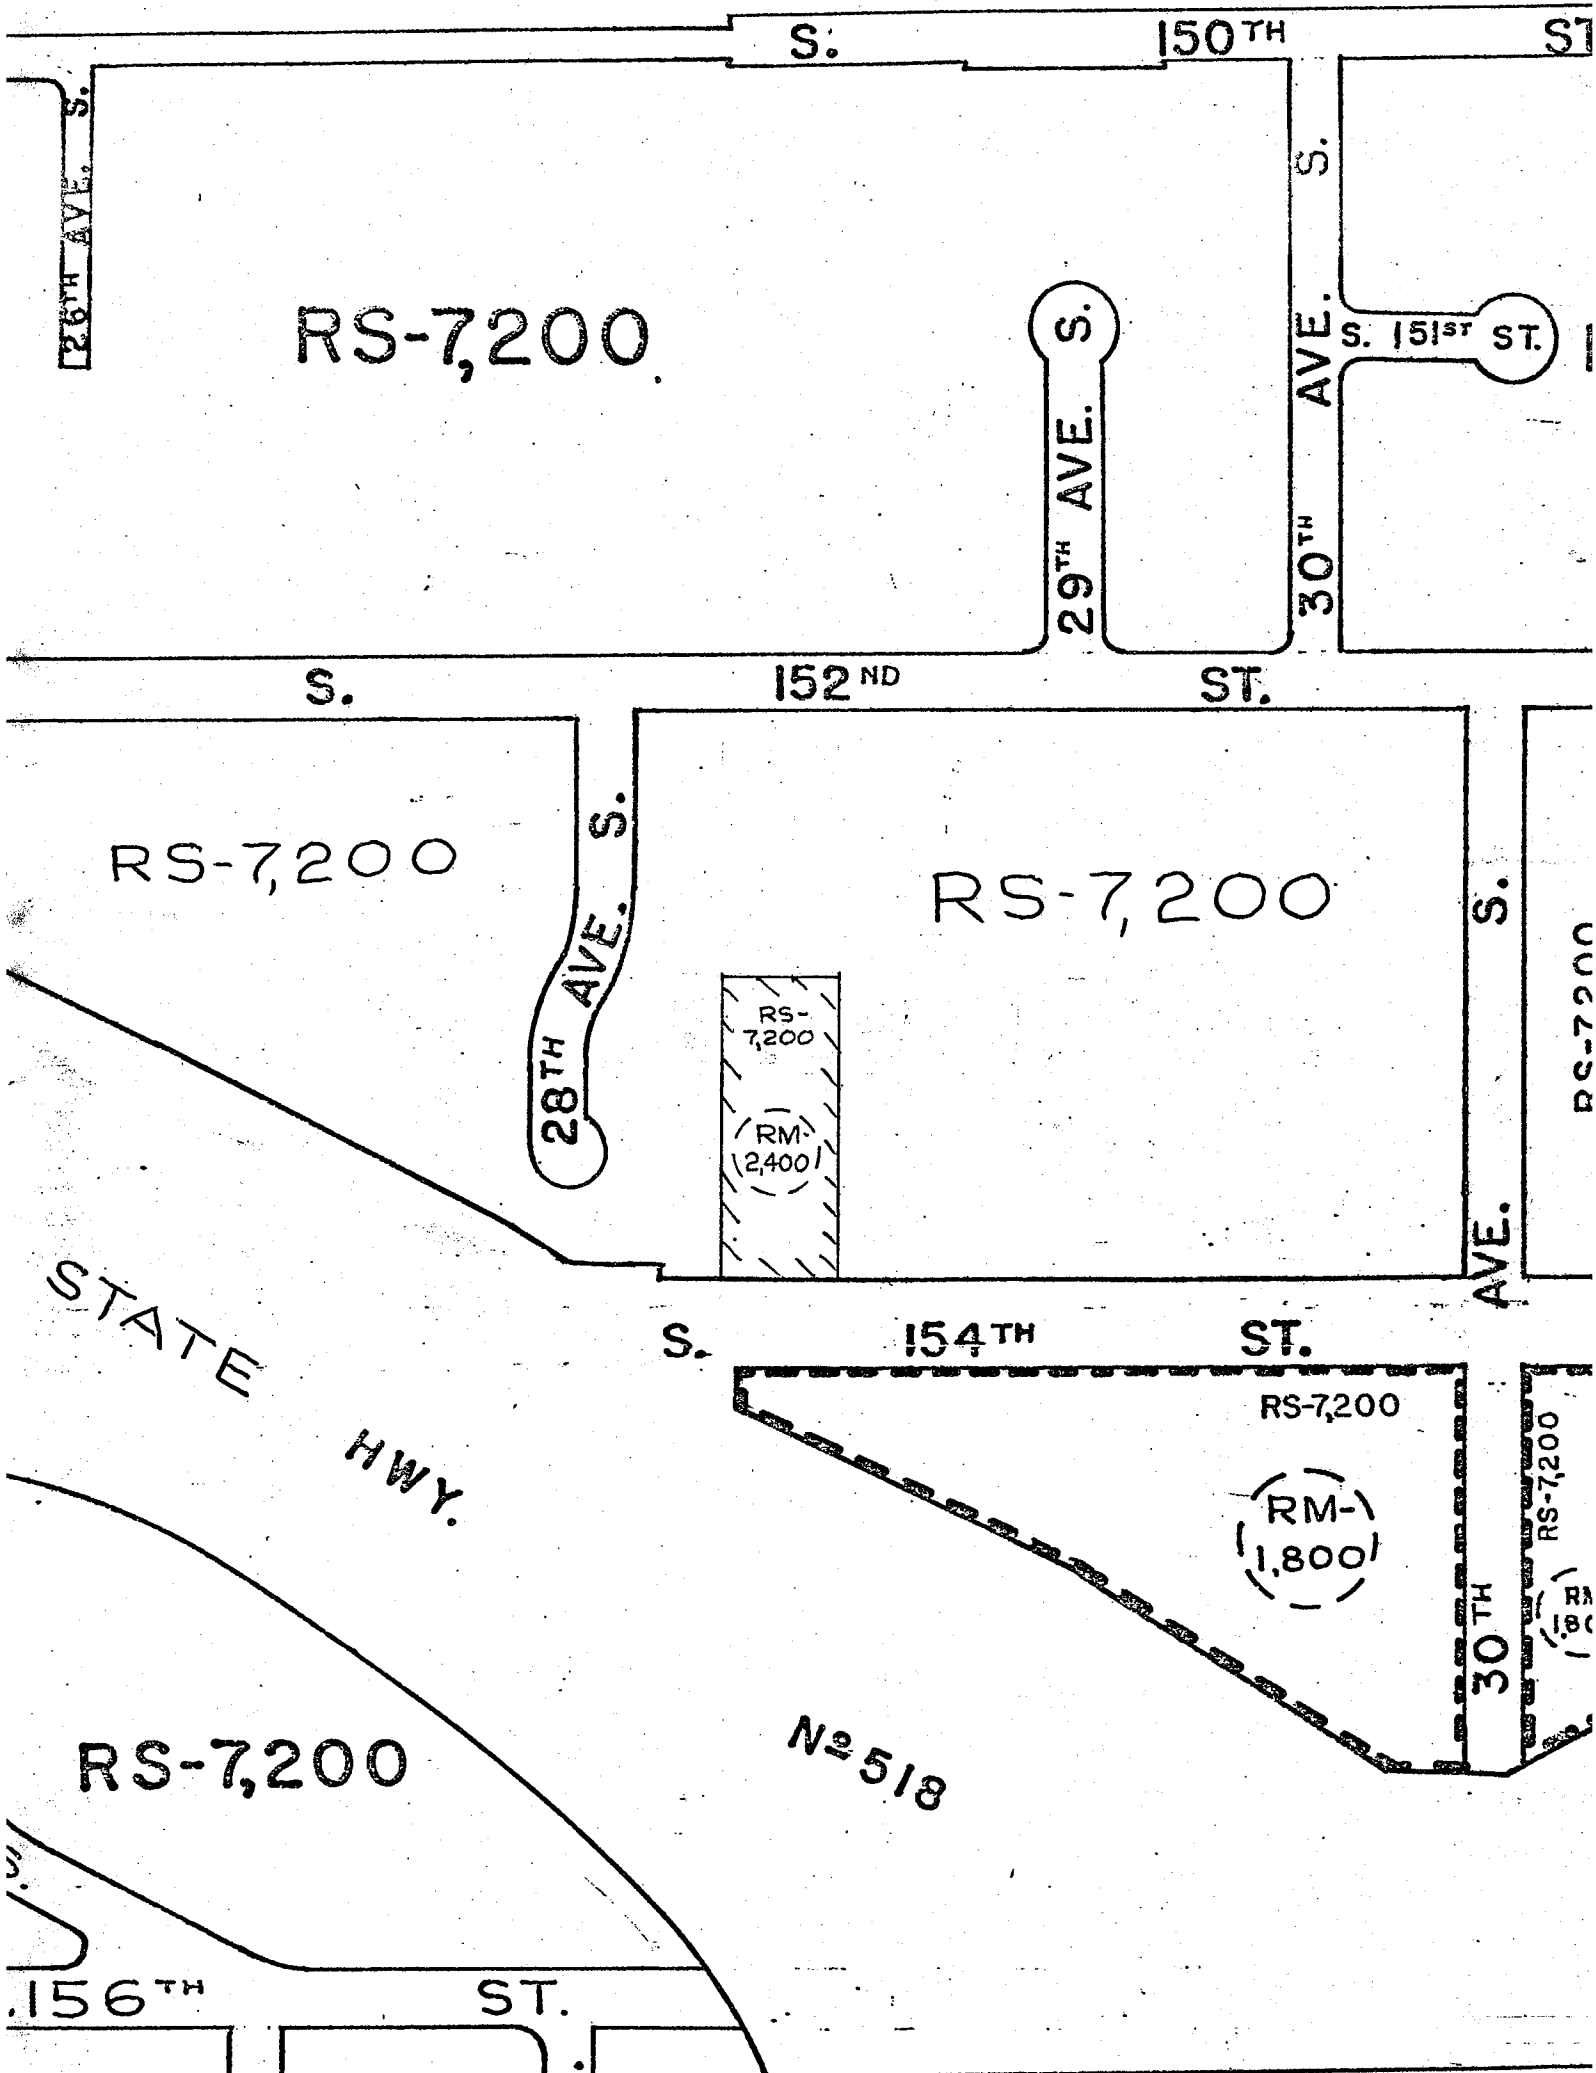 S. 150TH ST
26TH AVE. S.
RS-7,200
29TH AVE. S.
30TH AVE. S.
S. 151ST ST.
S. 152ND ST.
RS-7,200
28TH AVE. S.
RS-7,200
RS-7200
RS-
7,200
RM-
2,400
AVE. S.
S. 154TH ST.
STATE HWY. Nº 518
RS-7,200
RM-
1,800
30TH
RS-7,200
RS-7,200
S.
.156TH ST.